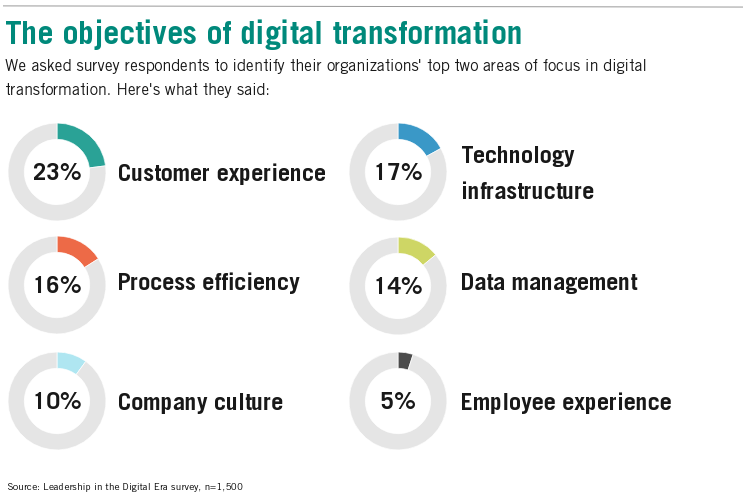 The objectives of digital transformation
We asked survey respondents to identify their organizations' top two areas of focus in digital
transformation. Here's what they said:
23%
Customer experience
17%
Technology
infrastructure
16%
Process efficiency
14%
Data management
10%
Company culture
5%
Employee experience
Source: Leadership in the Digital Era survey, n=1,500